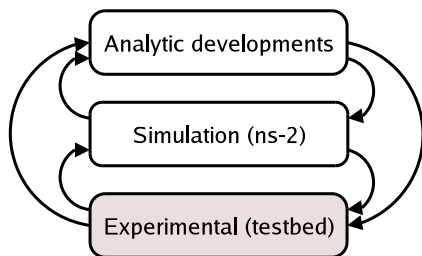 Analytic developments
Simulation (ns-2)
Experimental (testbed)